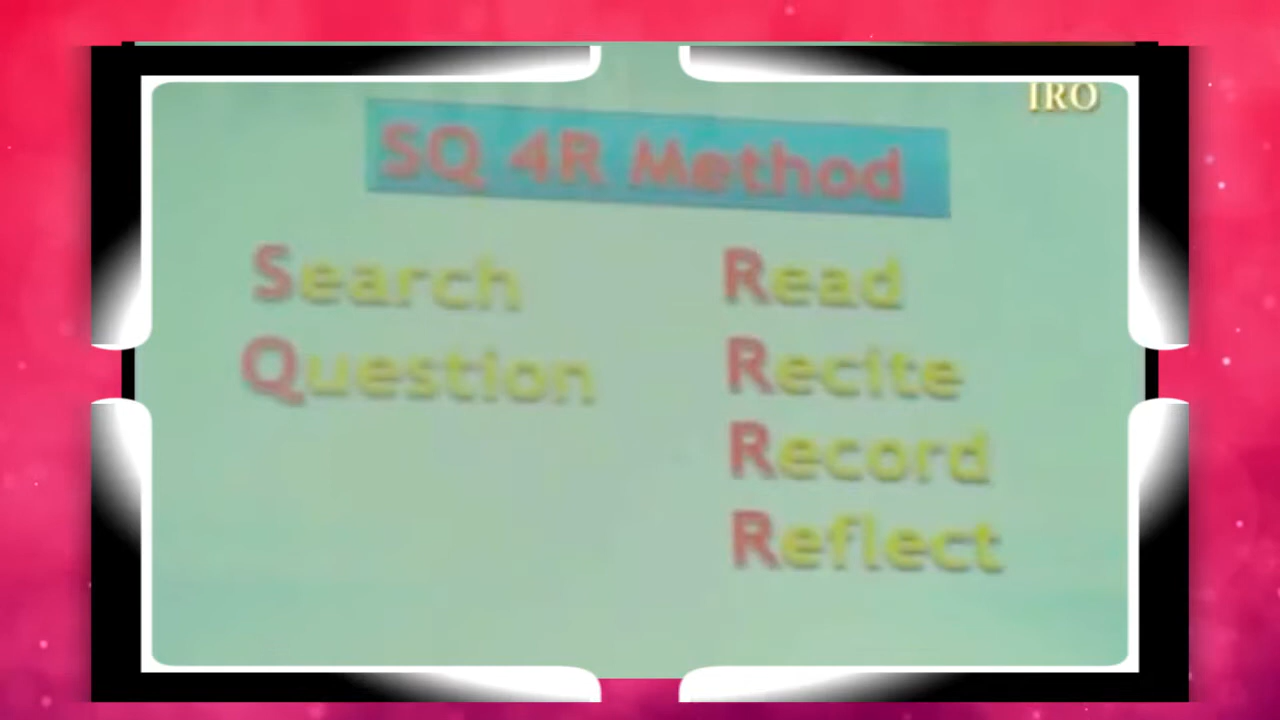 IRO
SQ 4R Method
Search
Question
Read
Recite
Record
Reflect